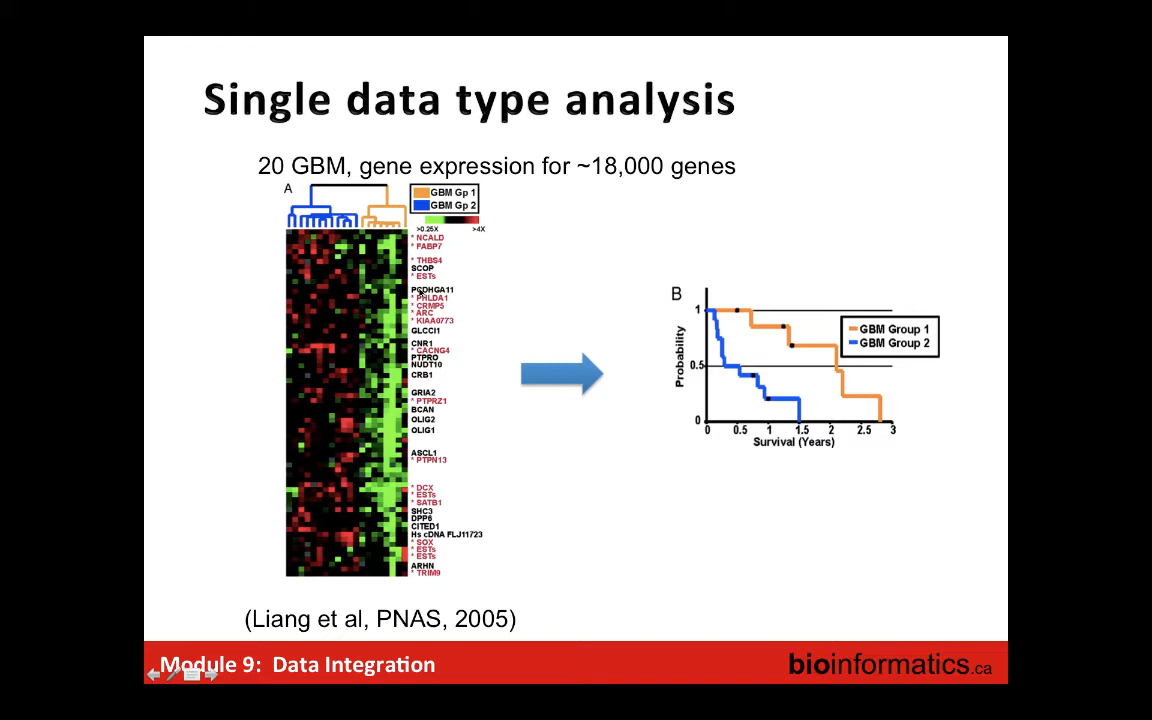 Single data type analysis
20 GBM, gene expression for ~18,000 genes
A
GBM Gp 1
GBM Gp 2
>0.25X >4X
* NCALD
* FABP7
* THBS4
SCOP
* ESTs
PCDHGA11
* PHLDA1
* CRMP5
* ARC
* KIAA0773
GLCCI1
CNR1
* CACNG4
PTPRO
NUDT10
CRB1
GRIA2
* PTPRZ1
BCAN
OLIG2
OLIG1
ASCL1
* PTPN13
* DCX
* ESTs
* SATB1
SHC3
DPP6
CITED1
Hs cDNA FLJ11723
* SOX
* ESTs
* ESTs
ARHN
* TRIM9
B
Probability
1
0.5
0
GBM Group 1
GBM Group 2
0 0.5 1 1.5 2 2.5 3
Survival (Years)
(Liang et al, PNAS, 2005)
Module 9: Data Integration
bioinformatics.ca